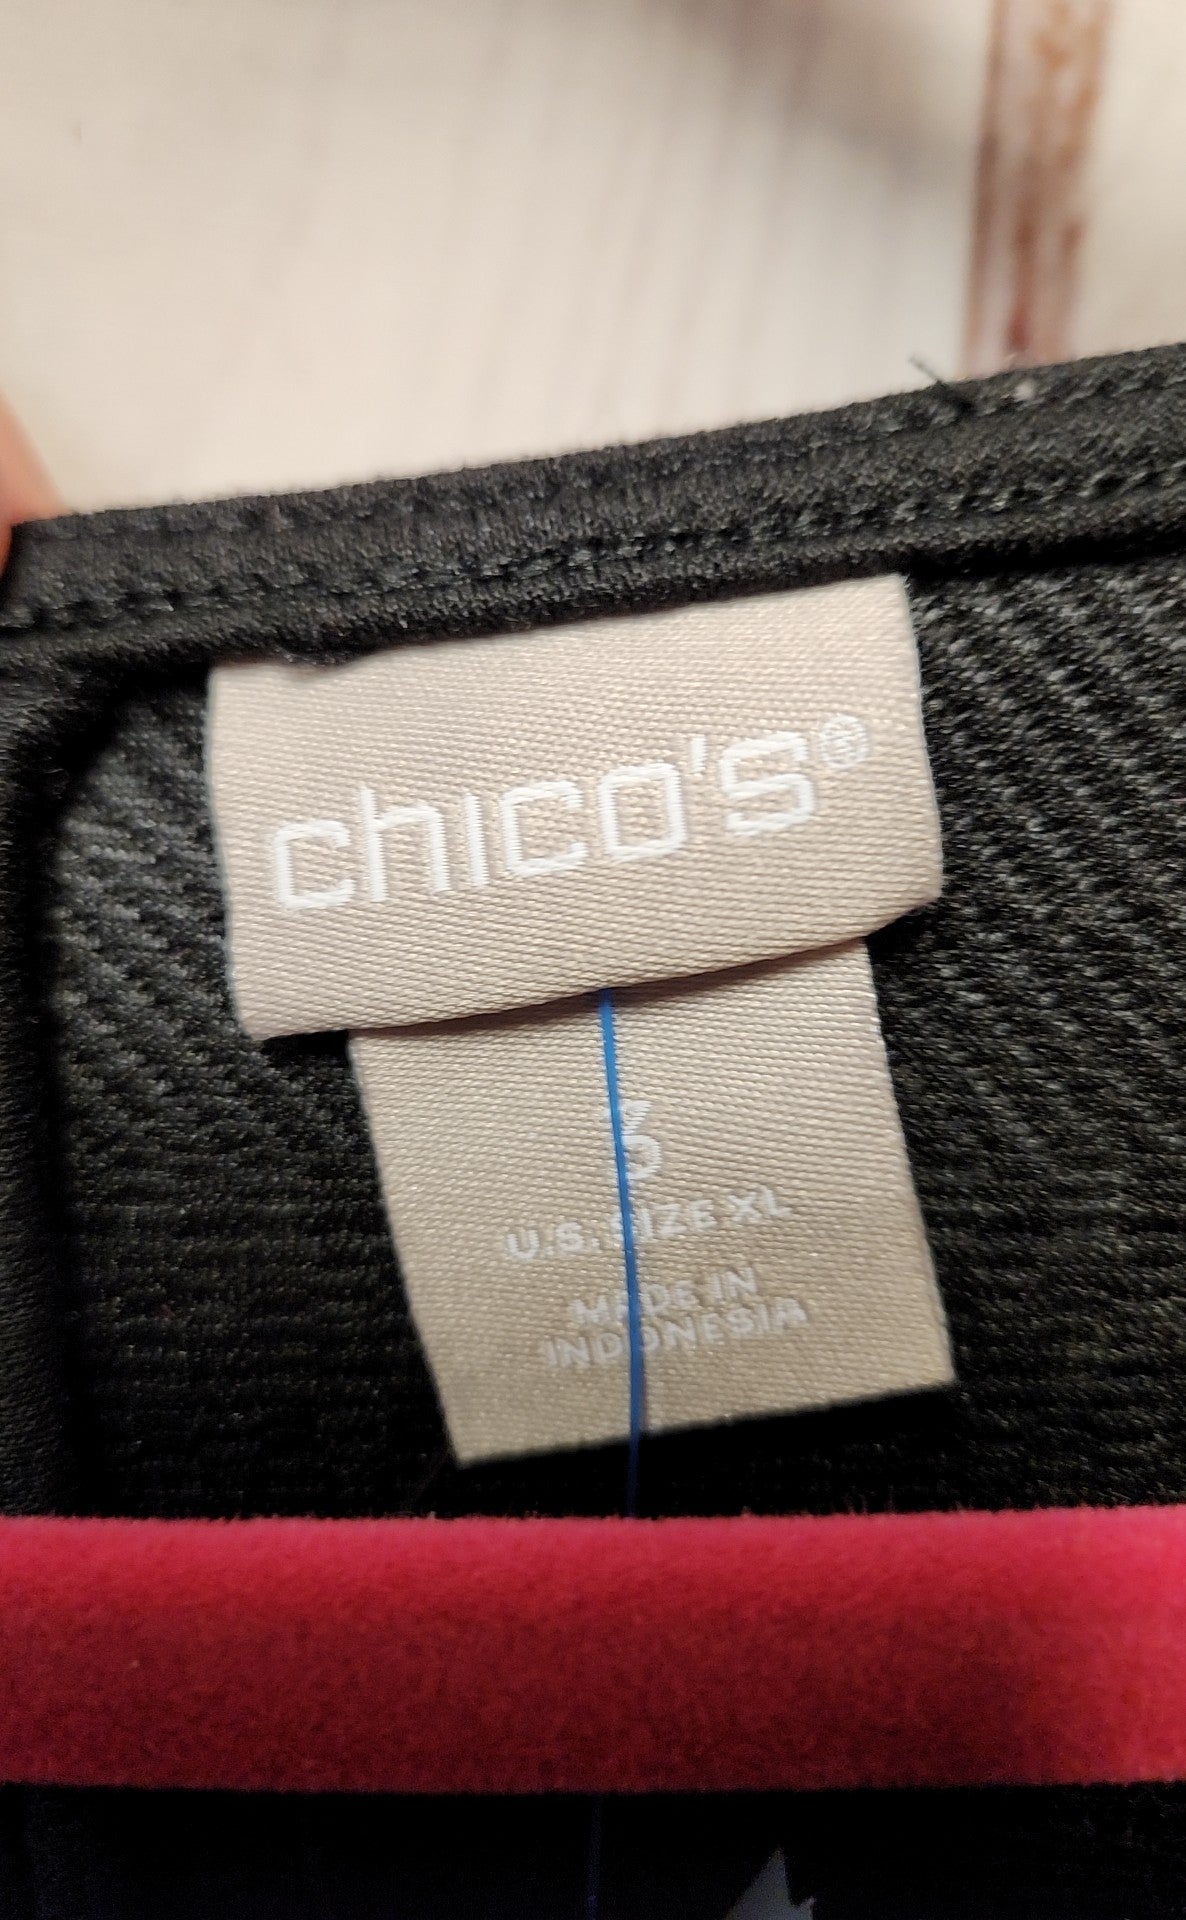 chico's®
3
U.S. SIZE XL
MADE IN
INDONESIA